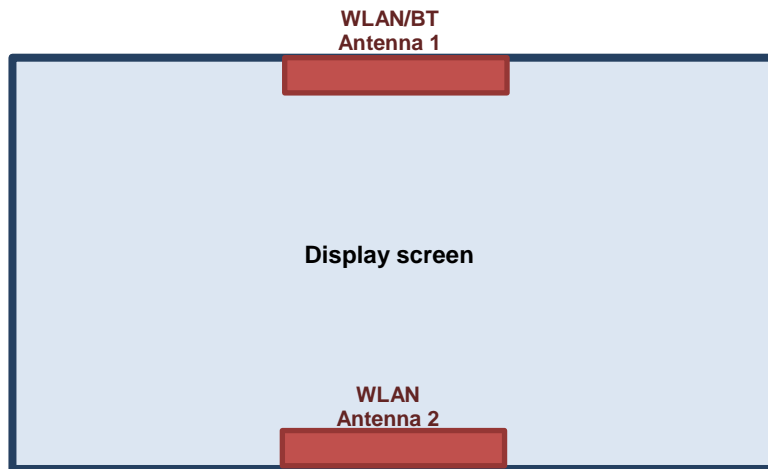 WLAN/BT
Antenna 1
Display screen
WLAN
Antenna 2